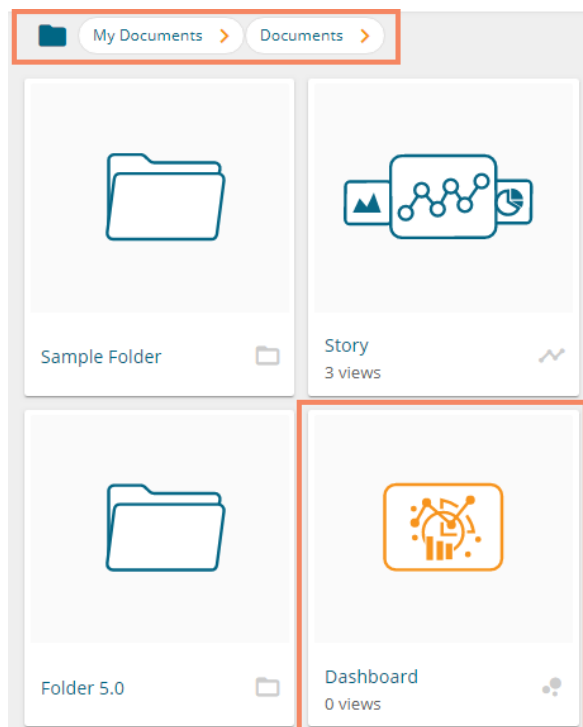 My Documents
Documents
Sample Folder
Story
3 views
Folder 5.0
Dashboard
0 views